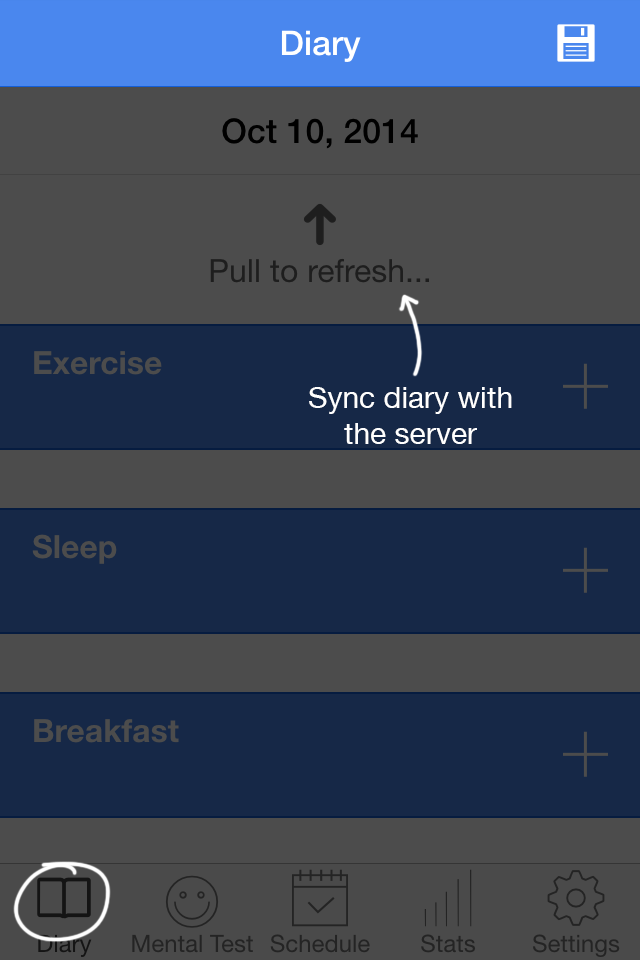 Diary
Oct 10, 2014
Pull to refresh...
Exercise
Sync diary with
the server
Sleep
Breakfast
Diary
Mental Test
Schedule
Stats
Settings